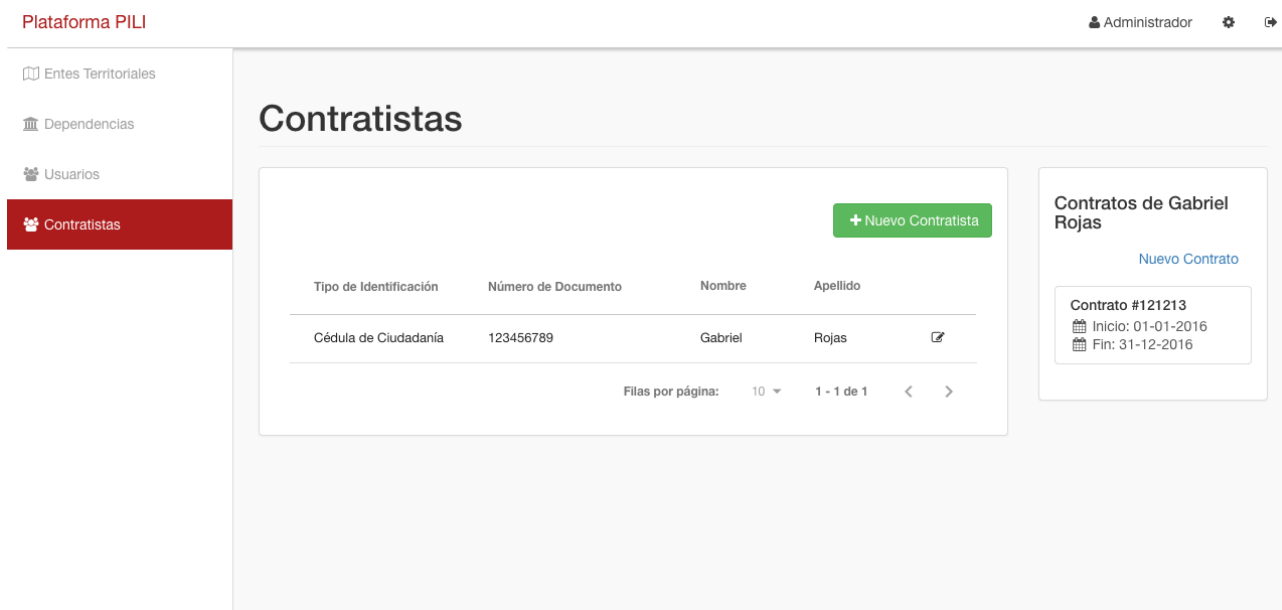 Plataforma PILI
Administrador
Entes Territoriales
Dependencias
Usuarios
Contratistas
Contratistas
+ Nuevo Contratista
Tipo de Identificación Número de Documento Nombre Apellido
Cédula de Ciudadanía 123456789 Gabriel Rojas
Filas por página: 10 1 - 1 de 1
Contratos de Gabriel
Rojas
Nuevo Contrato
Contrato #121213
Inicio: 01-01-2016
Fin: 31-12-2016